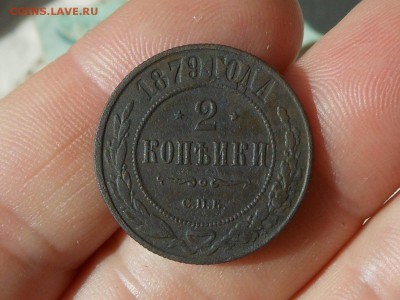 coins.lave.ru
1879 ГОДА
2
КОПѢЙКИ
С.П.Б.